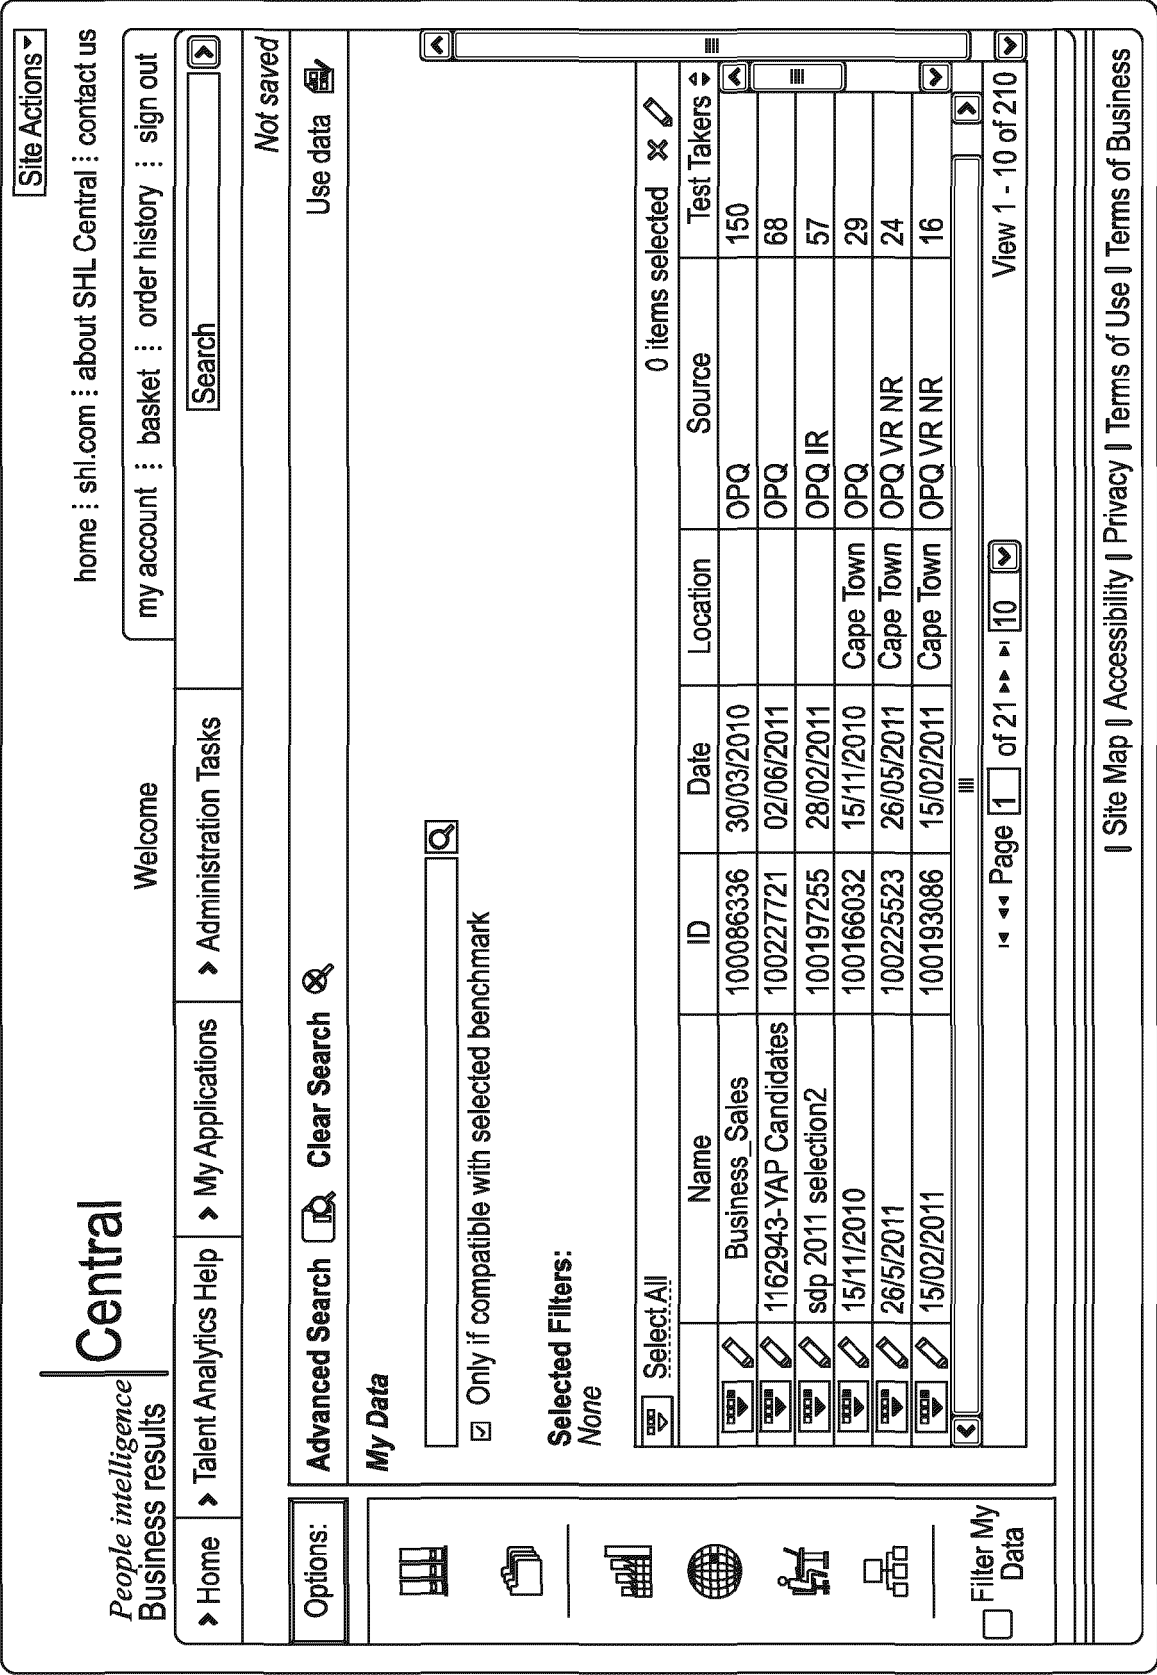 Site Actions
home ⋮ shl.com ⋮ about SHL Central ⋮ contact us
People intelligence
Business results
Central
Welcome
my account ⋮ basket ⋮ order history ⋮ sign out
Home
Talent Analytics Help
My Applications
Administration Tasks
Search
Not saved
Options:
Advanced Search
Clear Search
Use data
My Data
Only if compatible with selected benchmark
Selected Filters:
None
Select All
0 items selected
Name ID Date Location Source Test Takers
Business_Sales 100086336 30/03/2010 OPQ 150
1162943-YAP Candidates 100227721 02/06/2011 OPQ 68
sdp 2011 selection2 100197255 28/02/2011 OPQ IR 57
15/11/2010 100166032 15/11/2010 Cape Town OPQ 29
26/5/2011 100225523 26/05/2011 Cape Town OPQ VR NR 24
15/02/2011 100193086 15/02/2011 Cape Town OPQ VR NR 16
Filter My
Data
Page 1 of 21 10 View 1 - 10 of 210
Site Map Accessibility Privacy Terms of Use Terms of Business